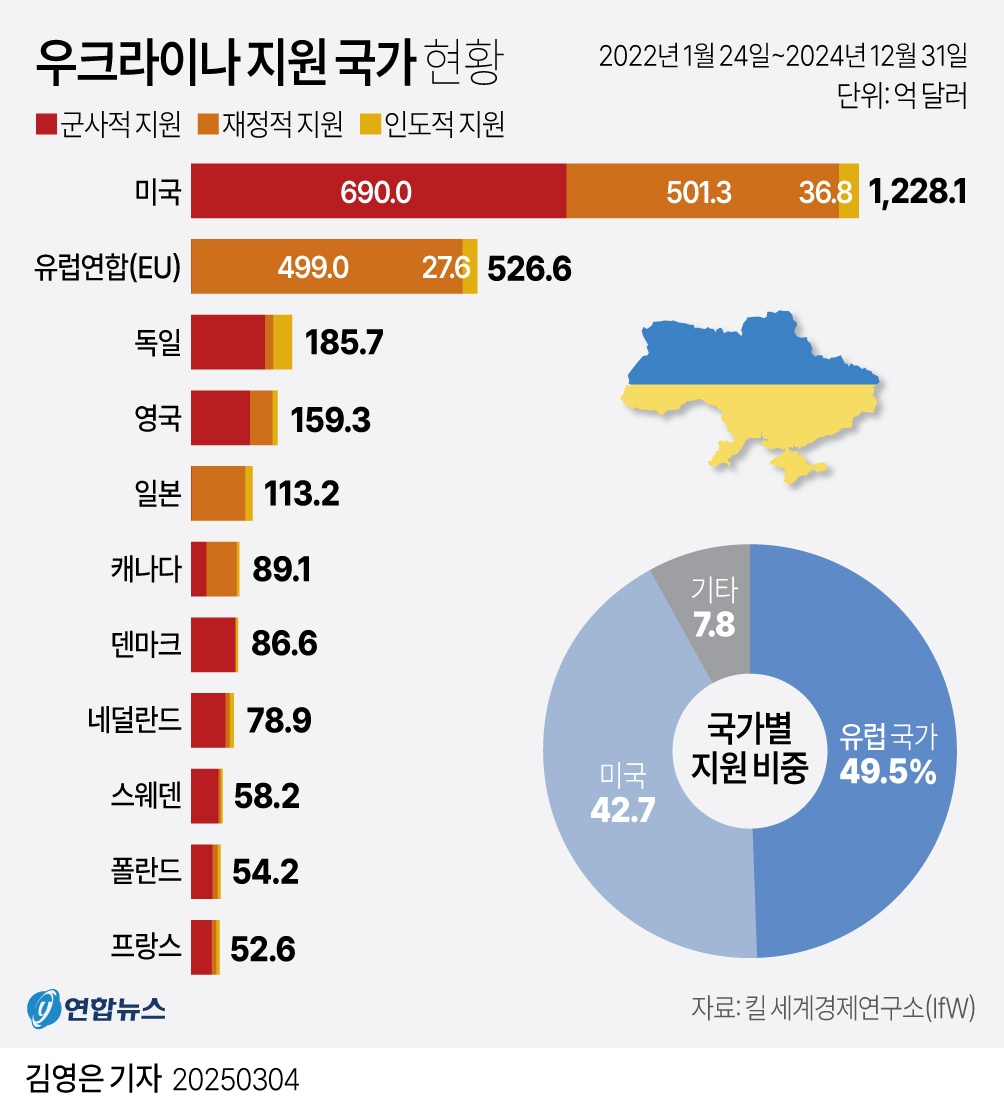 우크라이나 지원 국가 현황
2022년 1월 24일~2024년 12월 31일
단위: 억 달러
군사적 지원 재정적 지원 인도적 지원
미국 690.0 501.3 36.8 1,228.1
유럽연합(EU) 499.0 27.6 526.6
독일 185.7
영국 159.3
일본 113.2
캐나다 89.1
덴마크 86.6
네덜란드 78.9
스웨덴 58.2
폴란드 54.2
프랑스 52.6
기타
7.8
국가별
지원 비중
유럽 국가
49.5%
미국
42.7
연합뉴스
자료: 킬 세계경제연구소(IfW)
김영은 기자 20250304